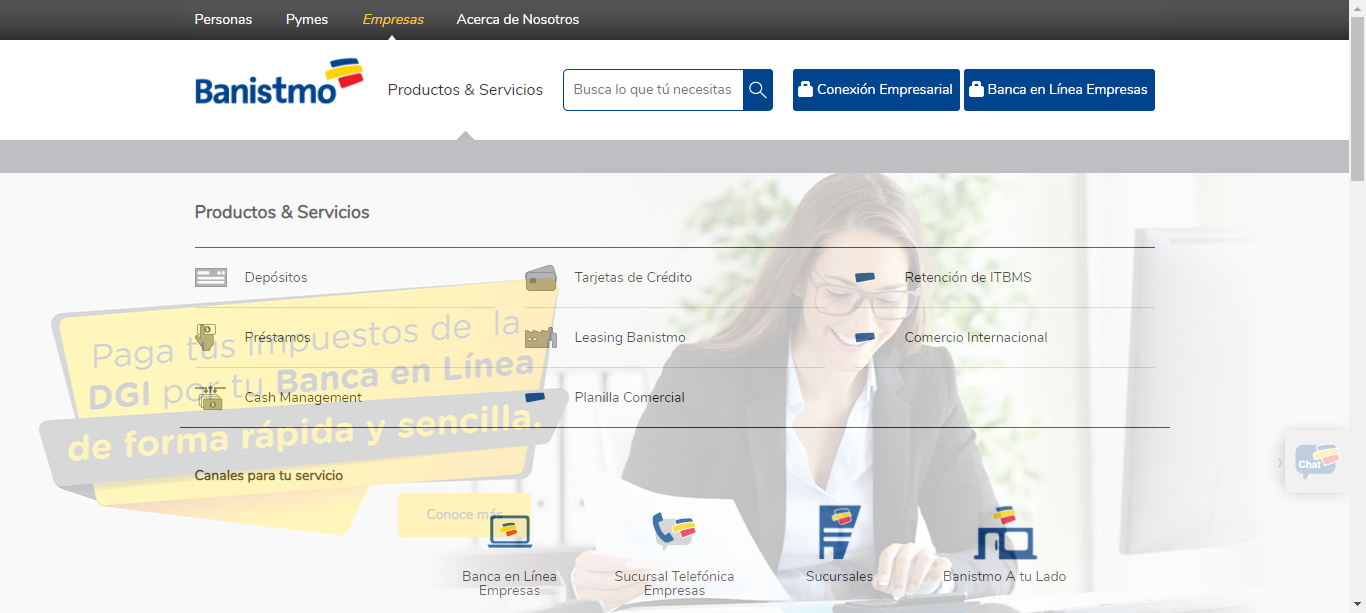 Personas Pymes Empresas Acerca de Nosotros
Banistmo Productos & Servicios Busca lo que tú necesitas Conexión Empresarial Banca en Línea Empresas
Productos & Servicios
Depósitos Tarjetas de Crédito Retención de ITBMS
Préstamos Leasing Banistmo Comercio Internacional
Cash Management Planilla Comercial
Paga tus impuestos de la
DGI por tu Banca en Línea
de forma rápida y sencilla.
Chat
Canales para tu servicio
Conoce más
Banca en Línea
Empresas
Sucursal Telefónica
Empresas
Sucursales
Banistmo A tu Lado